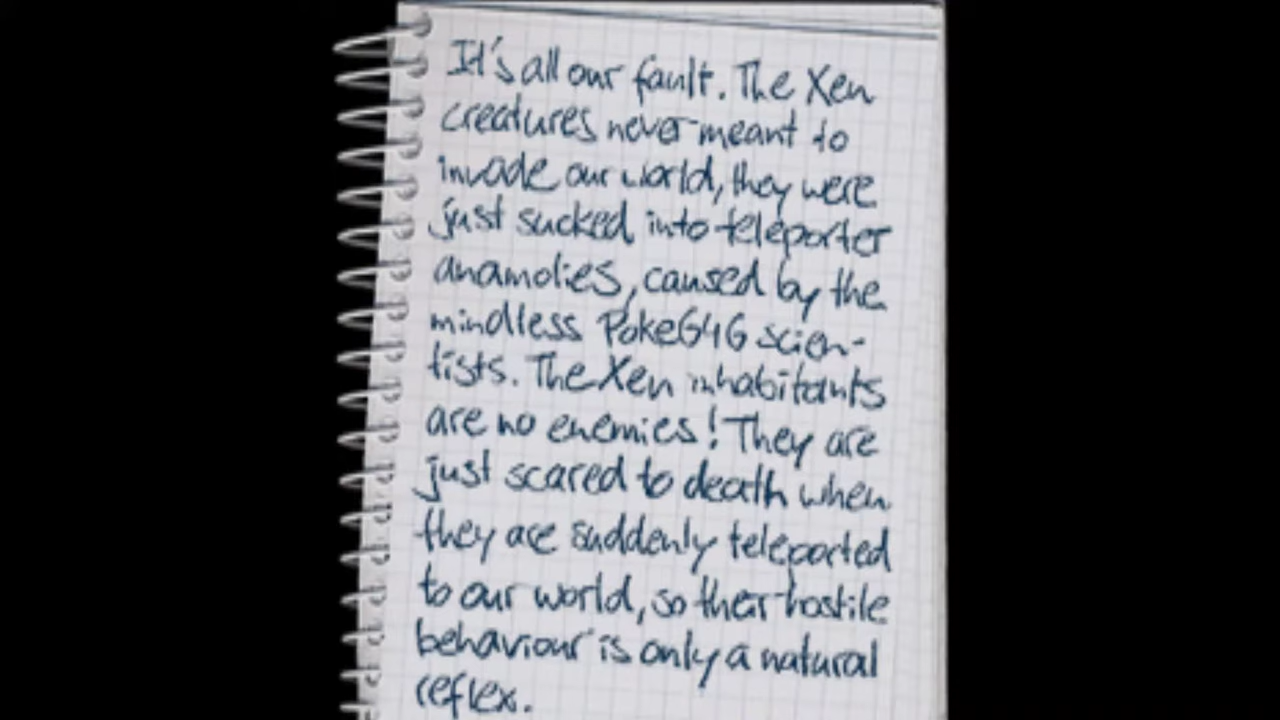 It's all our fault. The Xen
creatures never meant to
invade our world, they were
just sucked into teleporter
anamolies, caused by the
mindless Poke646 scien-
tists. The Xen inhabitants
are no enemies! They are
just scared to death when
they are suddenly teleported
to our world, so their hostile
behaviour is only a natural
reflex.